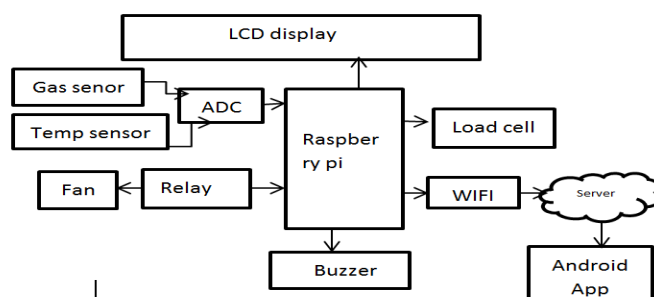 LCD display
Gas senor
ADC
Temp sensor
Raspber
ry pi
Load cell
Fan
Relay
WIFI
Server
Buzzer
Android
App